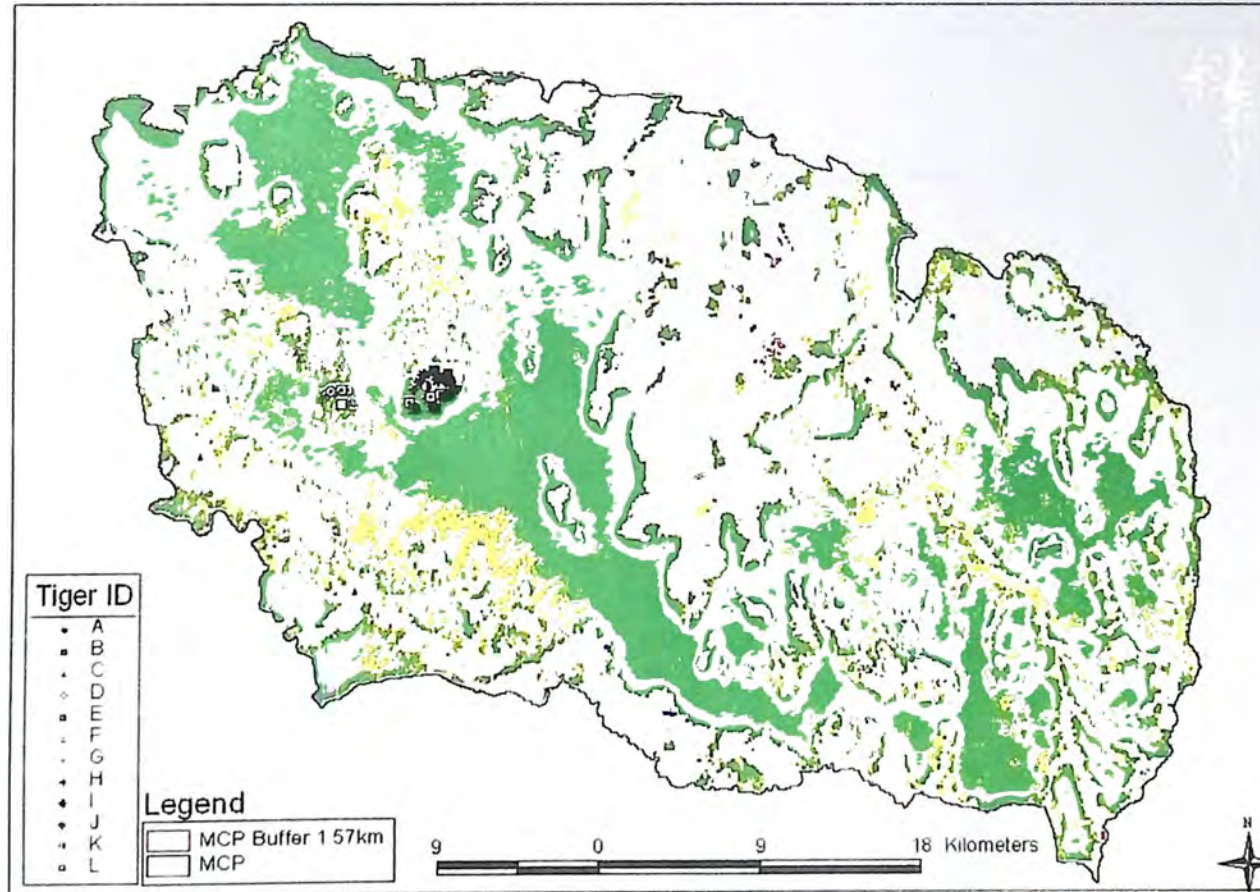 Tiger ID
A
B
C
D
E
F
G
H
I
J
K
L
Legend
MCP Buffer 1 57km
MCP
9 0 9 18 Kilometers
N